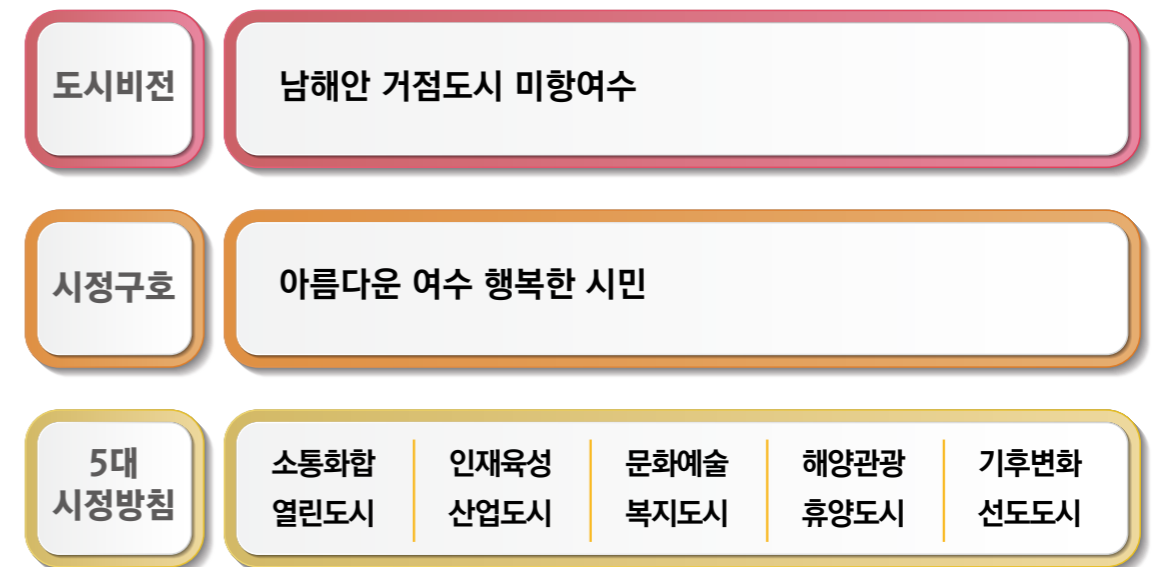 도시비전
남해안 거점도시 미항여수
시정구호
아름다운 여수 행복한 시민
5대
시정방침
소통화합
열린도시
인재육성
산업도시
문화예술
복지도시
해양관광
휴양도시
기후변화
선도도시